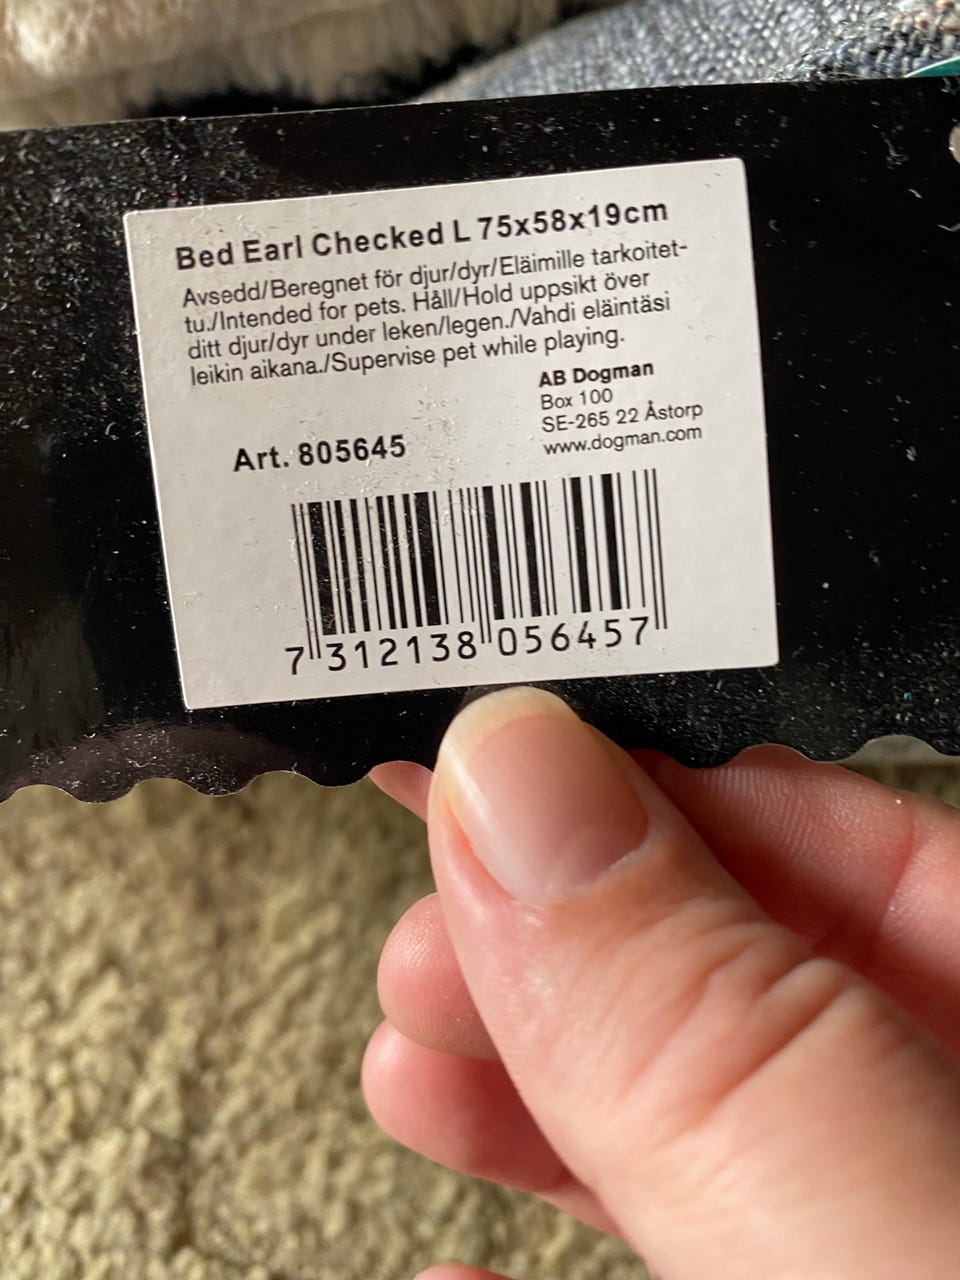 Bed Earl Checked L 75x58x19cm
Avsedd/Beregnet för djur/dyr/Eläimille tarkoitet-
tu./Intended for pets. Håll/Hold uppsikt över
ditt djur/dyr under leken/legen./Vahdi eläintäsi
leikin aikana./Supervise pet while playing.
AB Dogman
Box 100
SE-265 22 Åstorp
www.dogman.com
Art. 805645
7 312138 056457